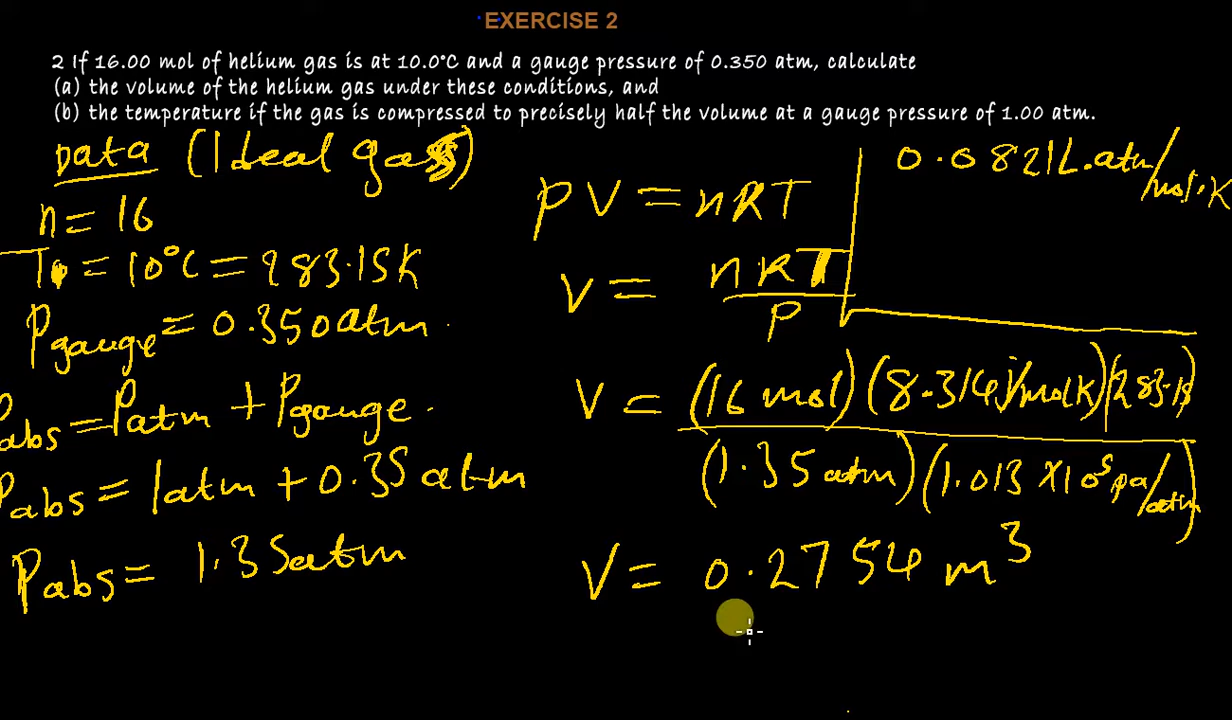 EXERCISE 2
2 If 16.00 mol of helium gas is at 10.0°C and a gauge pressure of 0.350 atm, calculate
(a) the volume of the helium gas under these conditions, and
(b) the temperature if the gas is compressed to precisely half the volume at a gauge pressure of 1.00 atm.
Data (Ideal gas)
n = 16
T = 10°C = 283.15K
Pgauge = 0.350atm
Pabs = Patm + Pgauge.
Pabs = 1atm + 0.35 atm
Pabs = 1.35atm
0.0821L.atm/mol.K
PV = nRT
V = nRT
P
V = (16 mol)(8.314J/molK)(283.15)
(1.35 atm)(1.013 ×10⁵ pa/atm)
V = 0.2754 m³